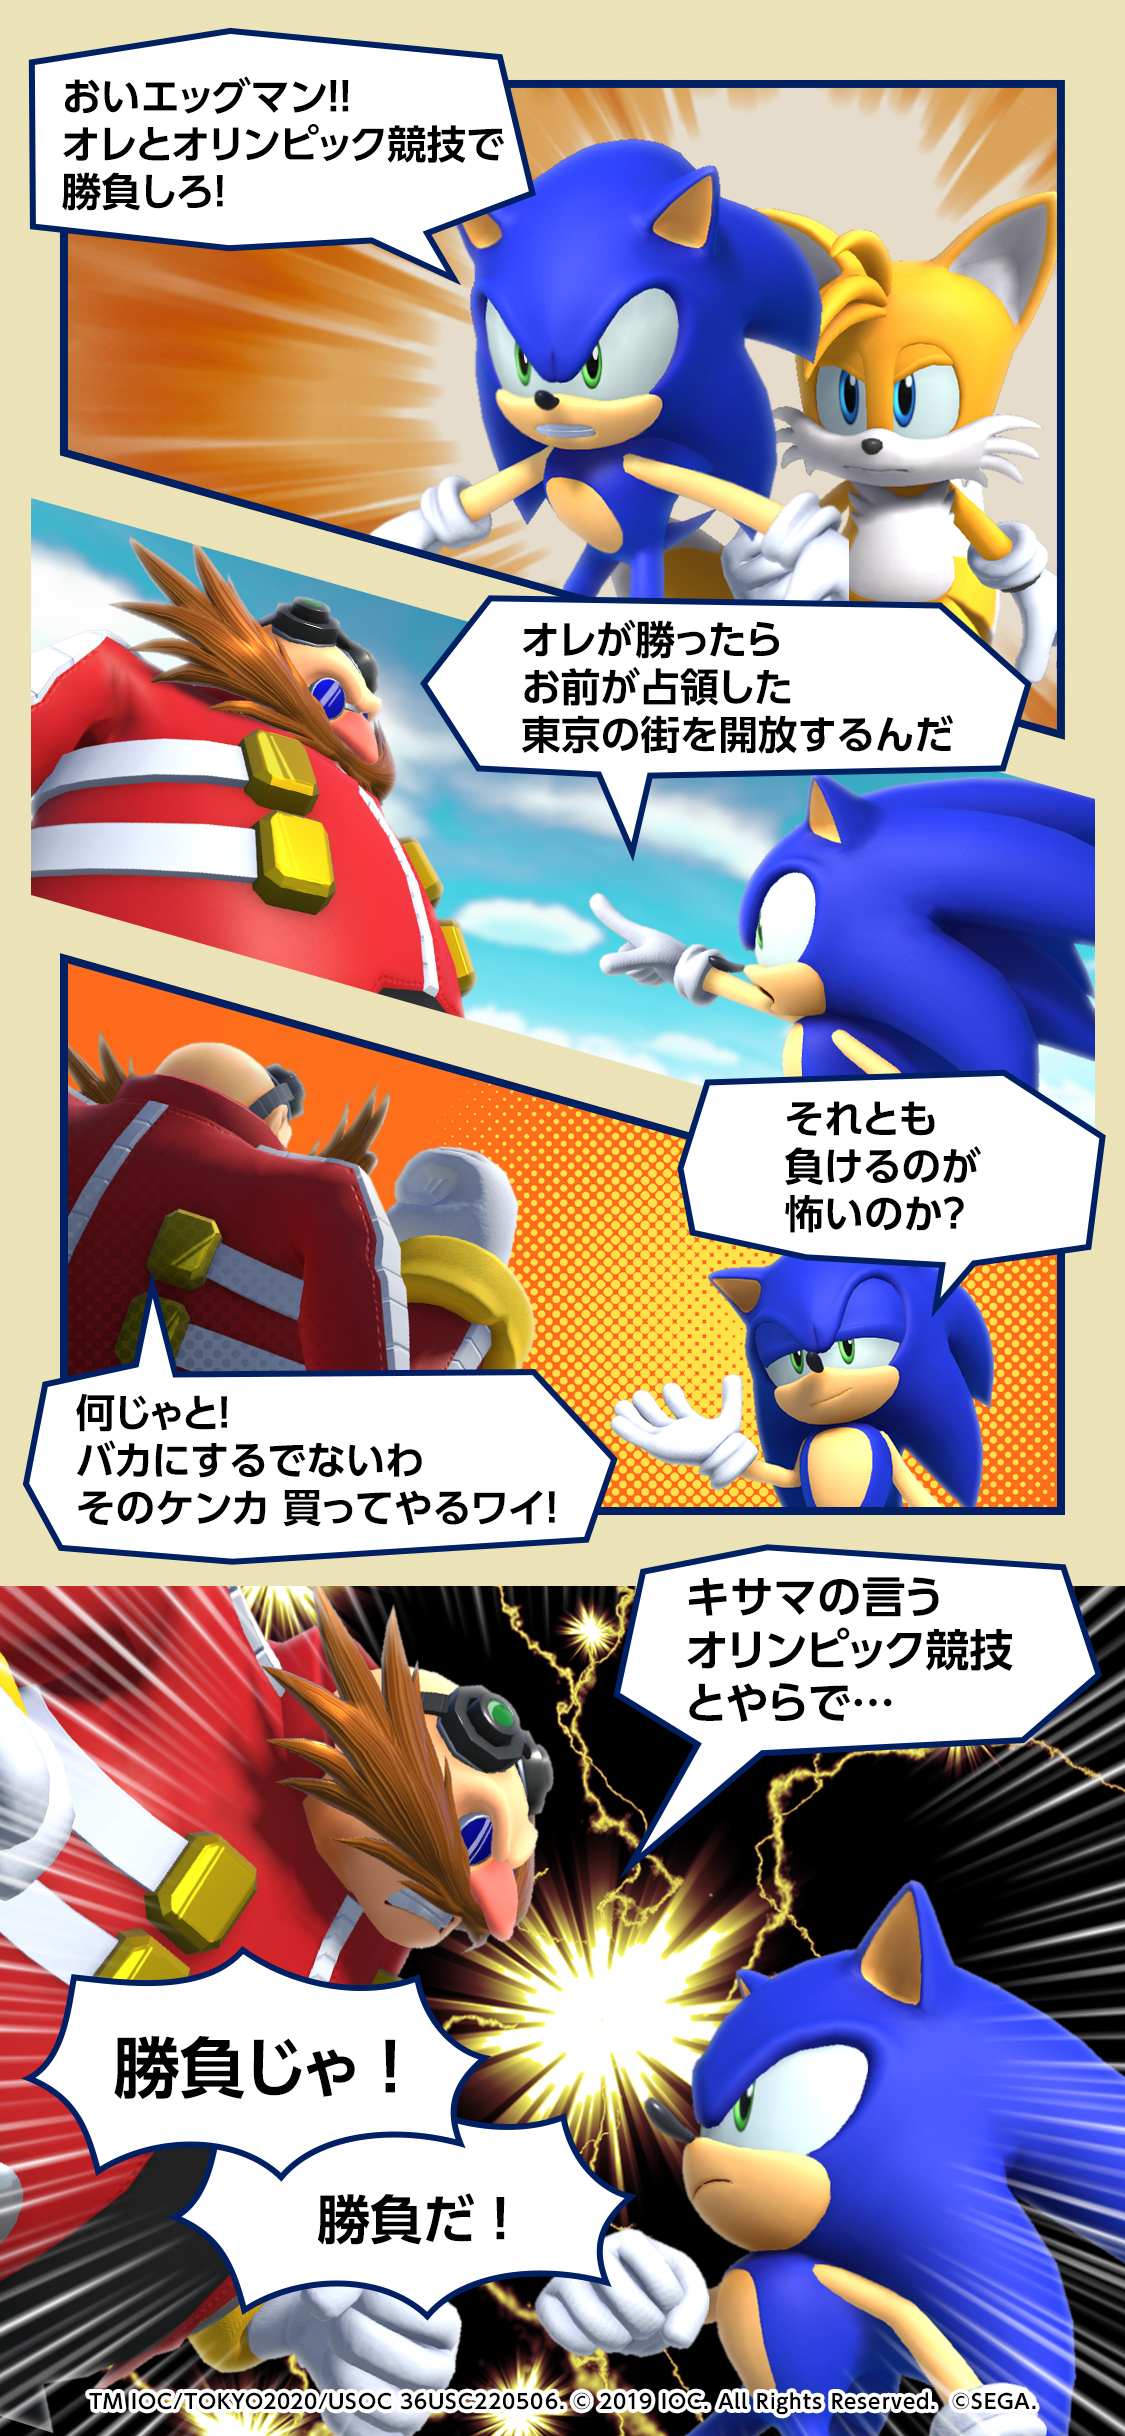 おいエッグマン!!
オレとオリンピック競技で
勝負しろ!
オレが勝ったら
お前が占領した
東京の街を開放するんだ
それとも
負けるのが
怖いのか?
何じゃと!
バカにするでないわ
そのケンカ 買ってやるワイ!
キサマの言う
オリンピック競技
とやらで…
勝負じゃ！
勝負だ！
TM IOC/TOKYO2020/USOC 36USC220506. © 2019 IOC. All Rights Reserved. ©SEGA.